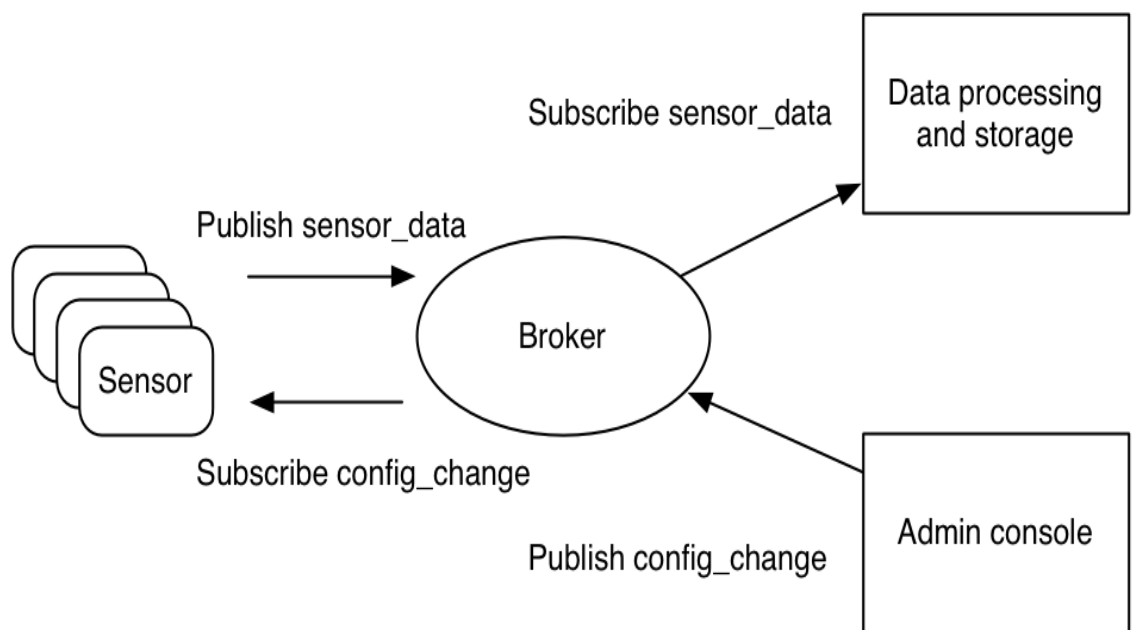 Subscribe sensor_data
Data processing
and storage
Publish sensor_data
Broker
Sensor
Subscribe config_change
Admin console
Publish config_change